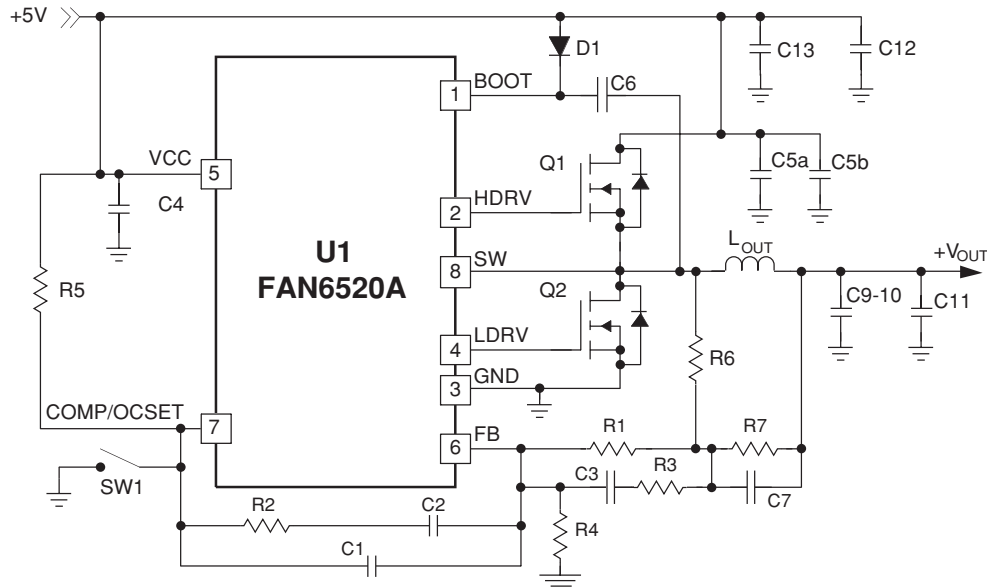 +5V
D1
C13
C12
BOOT
1
C6
VCC
5
Q1
C5a
C5b
C4
HDRV
2
U1
FAN6520A
SW
8
LOUT
+VOUT
R5
Q2
C9-10
C11
LDRV
4
R6
GND
3
COMP/OCSET
7
FB
6
R1
R7
SW1
C3
R3
C7
R2
C2
R4
C1